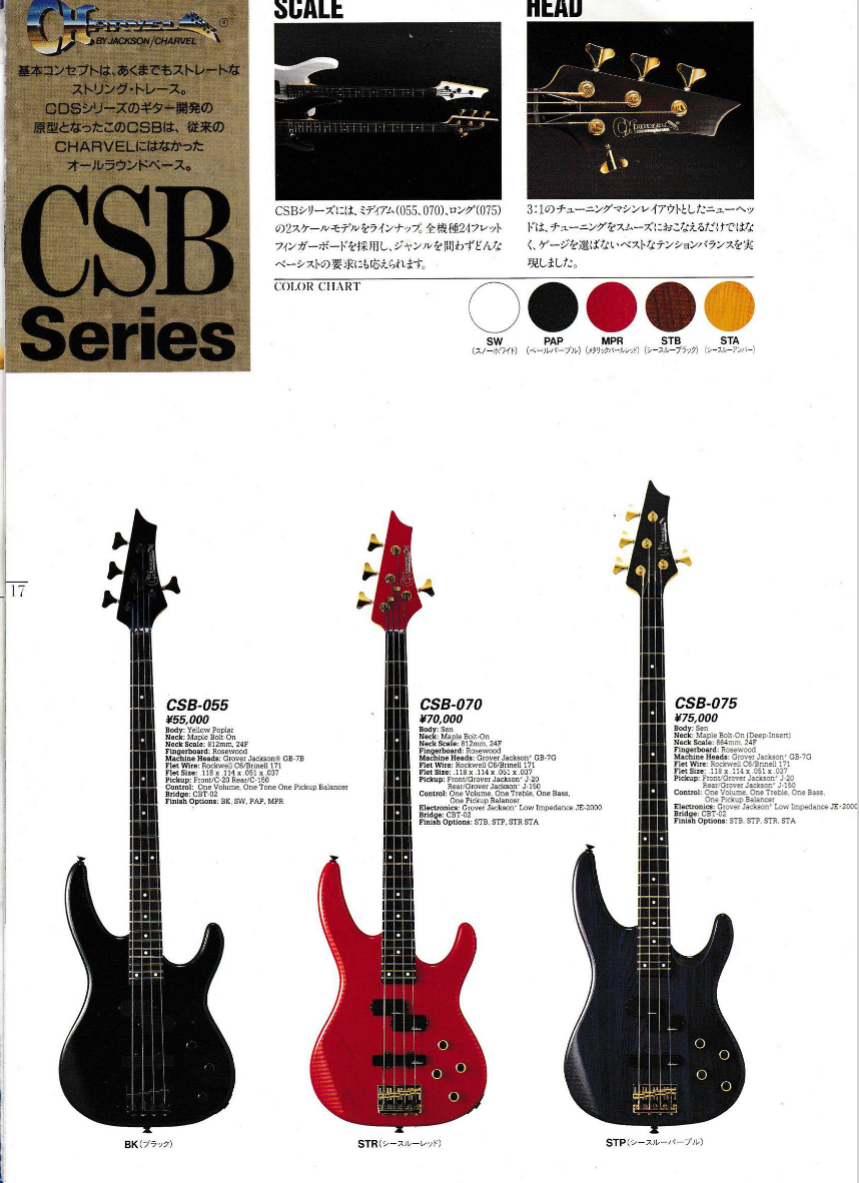 CHARVEL®
BY JACKSON/CHARVEL
基本コンセプトは、あくまでもストレートな
ストリング・トレース。
CDSシリーズのギター開発の
原型となったこのCSBは、従来の
CHARVELにはなかった
オールラウンドベース。
CSB
Series
SCALE
CSBシリーズには、ミディアム(055、070)、ロング(075)
の2スケールモデルをラインナップ。全機種24フレット
フィンガーボードを採用し、ジャンルを問わずどんな
ベーシストの要求にも応えられます。
HEAD
3:1のチューニングマシンレイアウトとしたニューヘッ
ドは、チューニングをスムーズにおこなえるだけではな
く、ゲージを選ばないベストなテンションバランスを実
現しました。
COLOR CHART
SW
(スノーホワイト)
PAP
(ペールパープル)
MPR
(メタリックパールレッド)
STB
(シースルーブラック)
STA
(シースルーアンバー)
17
CSB-055
¥55,000
Body: Yellow Poplar
Neck: Maple Bolt-On
Neck Scale: 812mm, 24F
Fingerboard: Rosewood
Machine Heads: Grover Jackson® GB-7B
Flet Wire: Rockwell C6/Brinell 171
Flet Size: .118 x .114 x .051 x .037
Pickup: Front/C-20 Rear/C-150
Control: One Volume, One Tone One Pickup Balancer
Bridge: CBT-02
Finish Options: BK, SW, PAP, MPR
CSB-070
¥70,000
Body: Sen
Neck: Maple Bolt-On
Neck Scale: 812mm, 24F
Fingerboard: Rosewood
Machine Heads: Grover Jackson® GB-7G
Flet Wire: Rockwell C6/Brinell 171
Flet Size: .118 x .114 x .051 x .037
Pickup: Front/Grover Jackson® J-20
Rear/Grover Jackson® J-150
Control: One Volume, One Treble, One Bass,
One Pickup Balancer
Electronics: Grover Jackson® Low Impedance JE-2000
Bridge: CBT-02
Finish Options: STB, STP, STR STA
CSB-075
¥75,000
Body: Sen
Neck: Maple Bolt-On (Deep-Insert)
Neck Scale: 864mm, 24F
Fingerboard: Rosewood
Machine Heads: Grover Jackson® GB-7G
Flet Wire: Rockwell C6/Brinell 171
Flet Size: .118 x .114 x .051 x .037
Pickup: Front/Grover Jackson® J-20
Rear/Grover Jackson® J-150
Control: One Volume, One Treble, One Bass,
One Pickup Balancer
Electronics: Grover Jackson® Low Impedance JE-2000
Bridge: CBT-02
Finish Options: STB, STP, STR, STA
BK(ブラック)
STR(シースルーレッド)
STP(シースルーパープル)